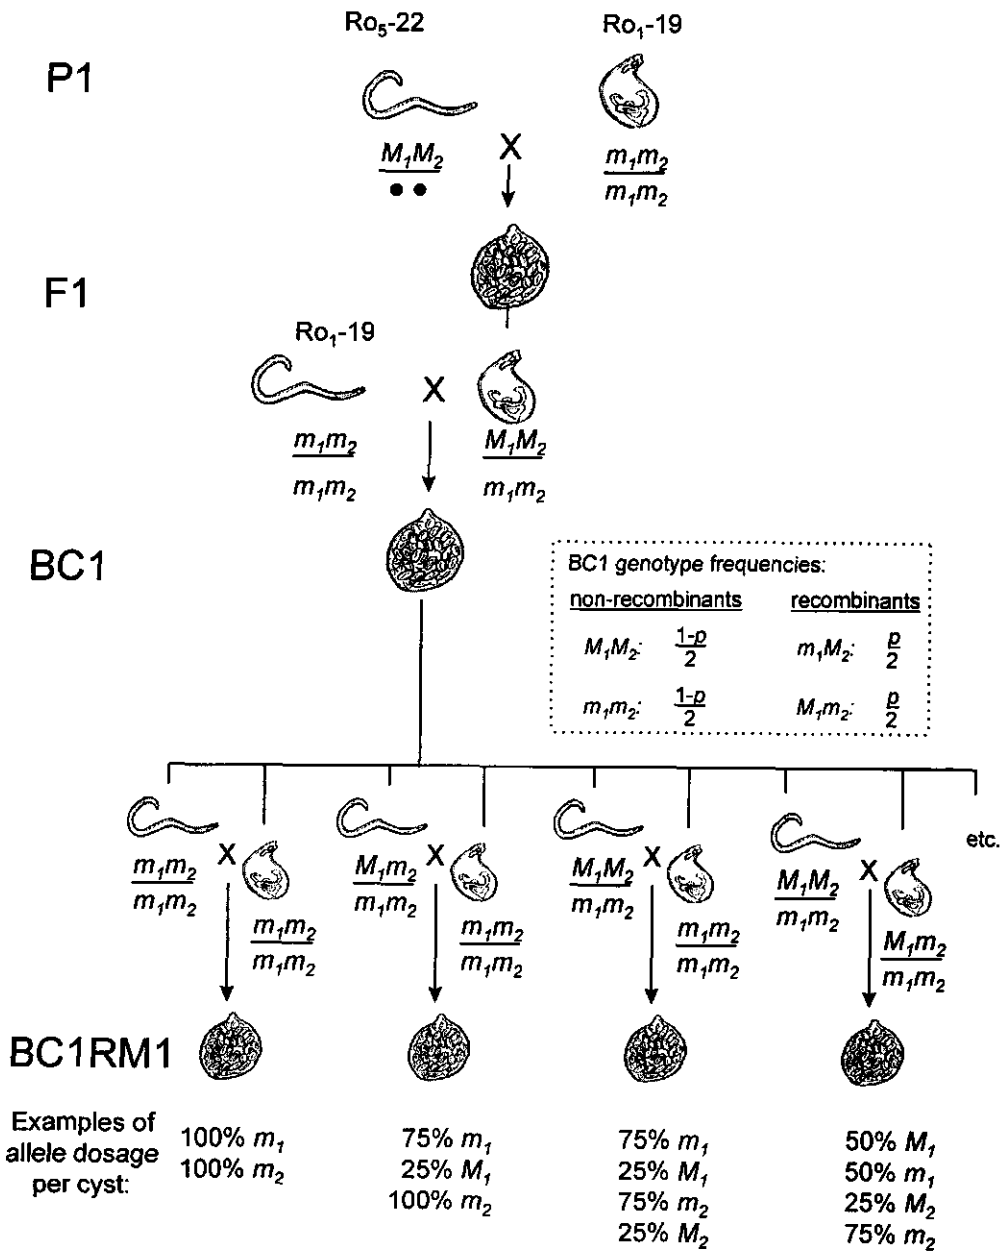 Ro₅-22 Ro₁-19
P1
X
M₁M₂ m₁m₂
•• m₁m₂
F1
Ro₁-19
X
m₁m₂ M₁M₂
m₁m₂ m₁m₂
BC1
BC1 genotype frequencies:
non-recombinants recombinants
M₁M₂: 1-p/2 m₁M₂: p/2
m₁m₂: 1-p/2 M₁m₂: p/2
etc.
X X X X
m₁m₂ M₁m₂ M₁M₂ M₁M₂
m₁m₂ m₁m₂ m₁m₂ m₁m₂
m₁m₂ m₁m₂ m₁m₂ M₁m₂
m₁m₂ m₁m₂ m₁m₂ m₁m₂
BC1RM1
Examples of
allele dosage
per cyst:
100% m₁
100% m₂
75% m₁
25% M₁
100% m₂
75% m₁
25% M₁
75% m₂
25% M₂
50% M₁
50% m₁
25% M₂
75% m₂